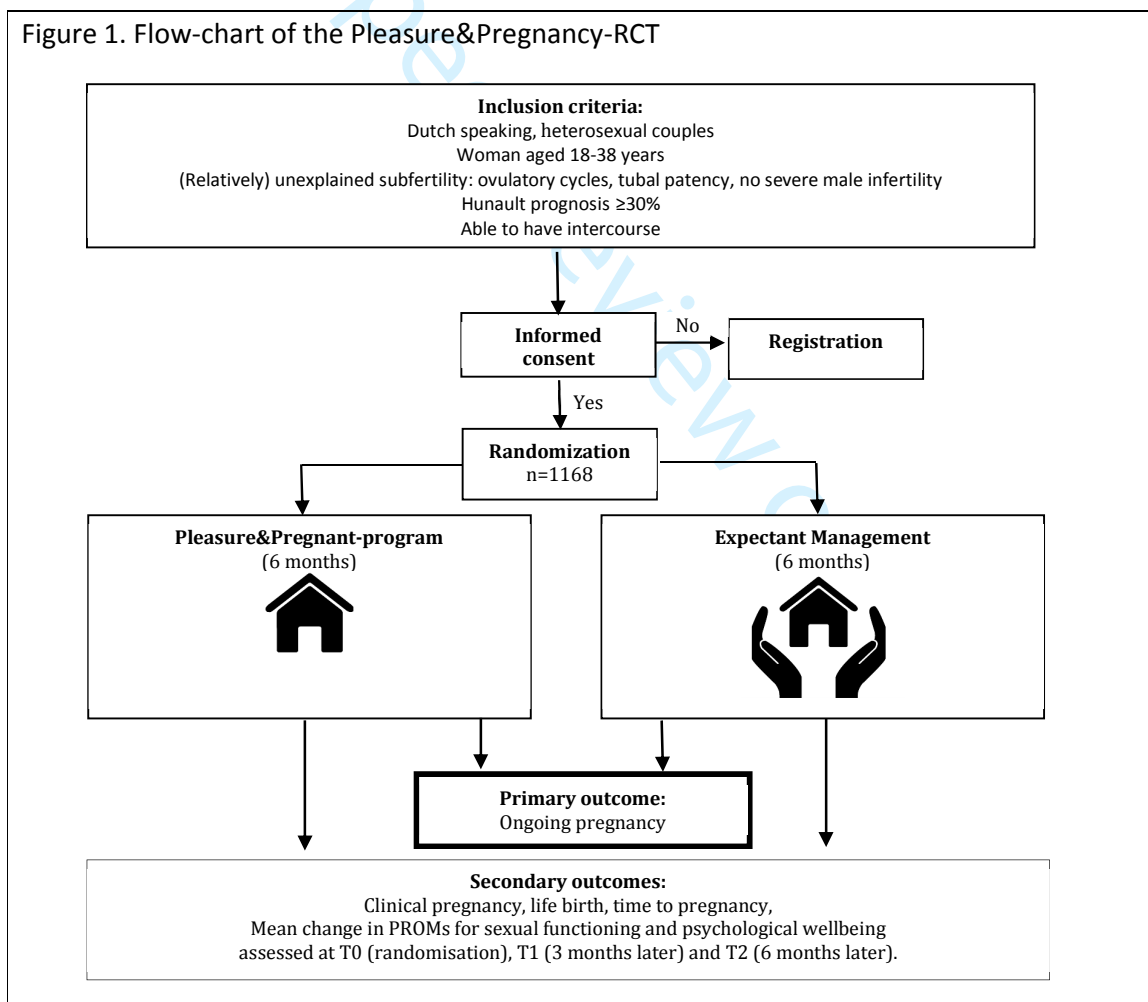 Figure 1. Flow-chart of the Pleasure&Pregnancy-RCT
Inclusion criteria:
Dutch speaking, heterosexual couples
Woman aged 18-38 years
(Relatively) unexplained subfertility: ovulatory cycles, tubal patency, no severe male infertility
Hunault prognosis ≥30%
Able to have intercourse
Informed
consent
No
Registration
Yes
Randomization
n=1168
Pleasure&Pregnant-program
(6 months)
Expectant Management
(6 months)
Primary outcome:
Ongoing pregnancy
Secondary outcomes:
Clinical pregnancy, life birth, time to pregnancy,
Mean change in PROMs for sexual functioning and psychological wellbeing
assessed at T0 (randomisation), T1 (3 months later) and T2 (6 months later).